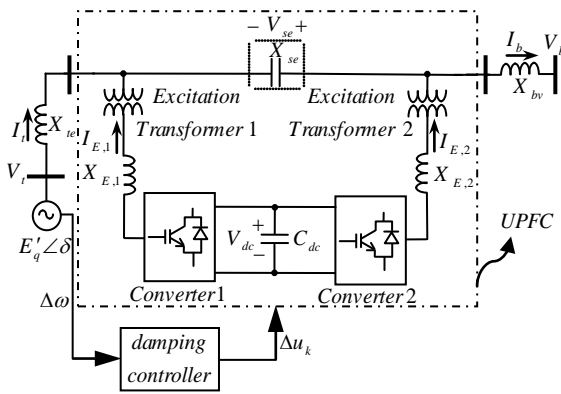 − V_se +
X_se
Excitation
Transformer 1
Excitation
Transformer 2
I_b
V_b
X_bv
I_t
X_te
V_t
E'_q∠δ
I_E,1
X_E,1
I_E,2
X_E,2
V_dc
+
−
C_dc
Converter1
Converter 2
UPFC
Δω
damping
controller
Δu_k